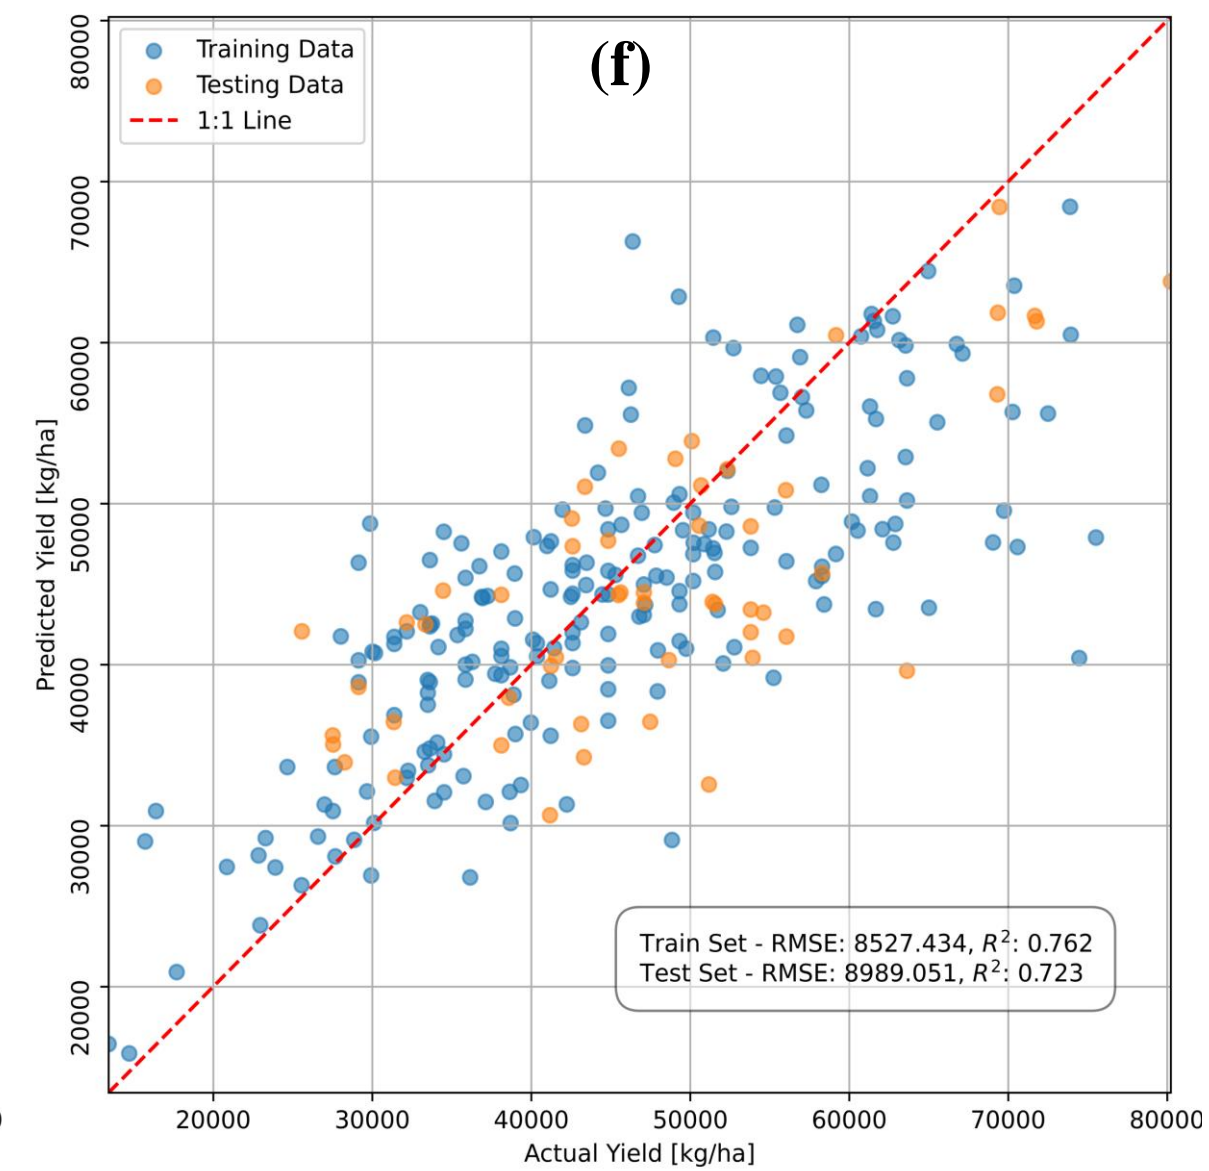 (f)
Training Data
Testing Data
1:1 Line
80000
70000
60000
50000
40000
30000
20000
Predicted Yield [kg/ha]
Train Set - RMSE: 8527.434, R²: 0.762
Test Set - RMSE: 8989.051, R²: 0.723
)
20000 30000 40000 50000 60000 70000 80000
Actual Yield [kg/ha]